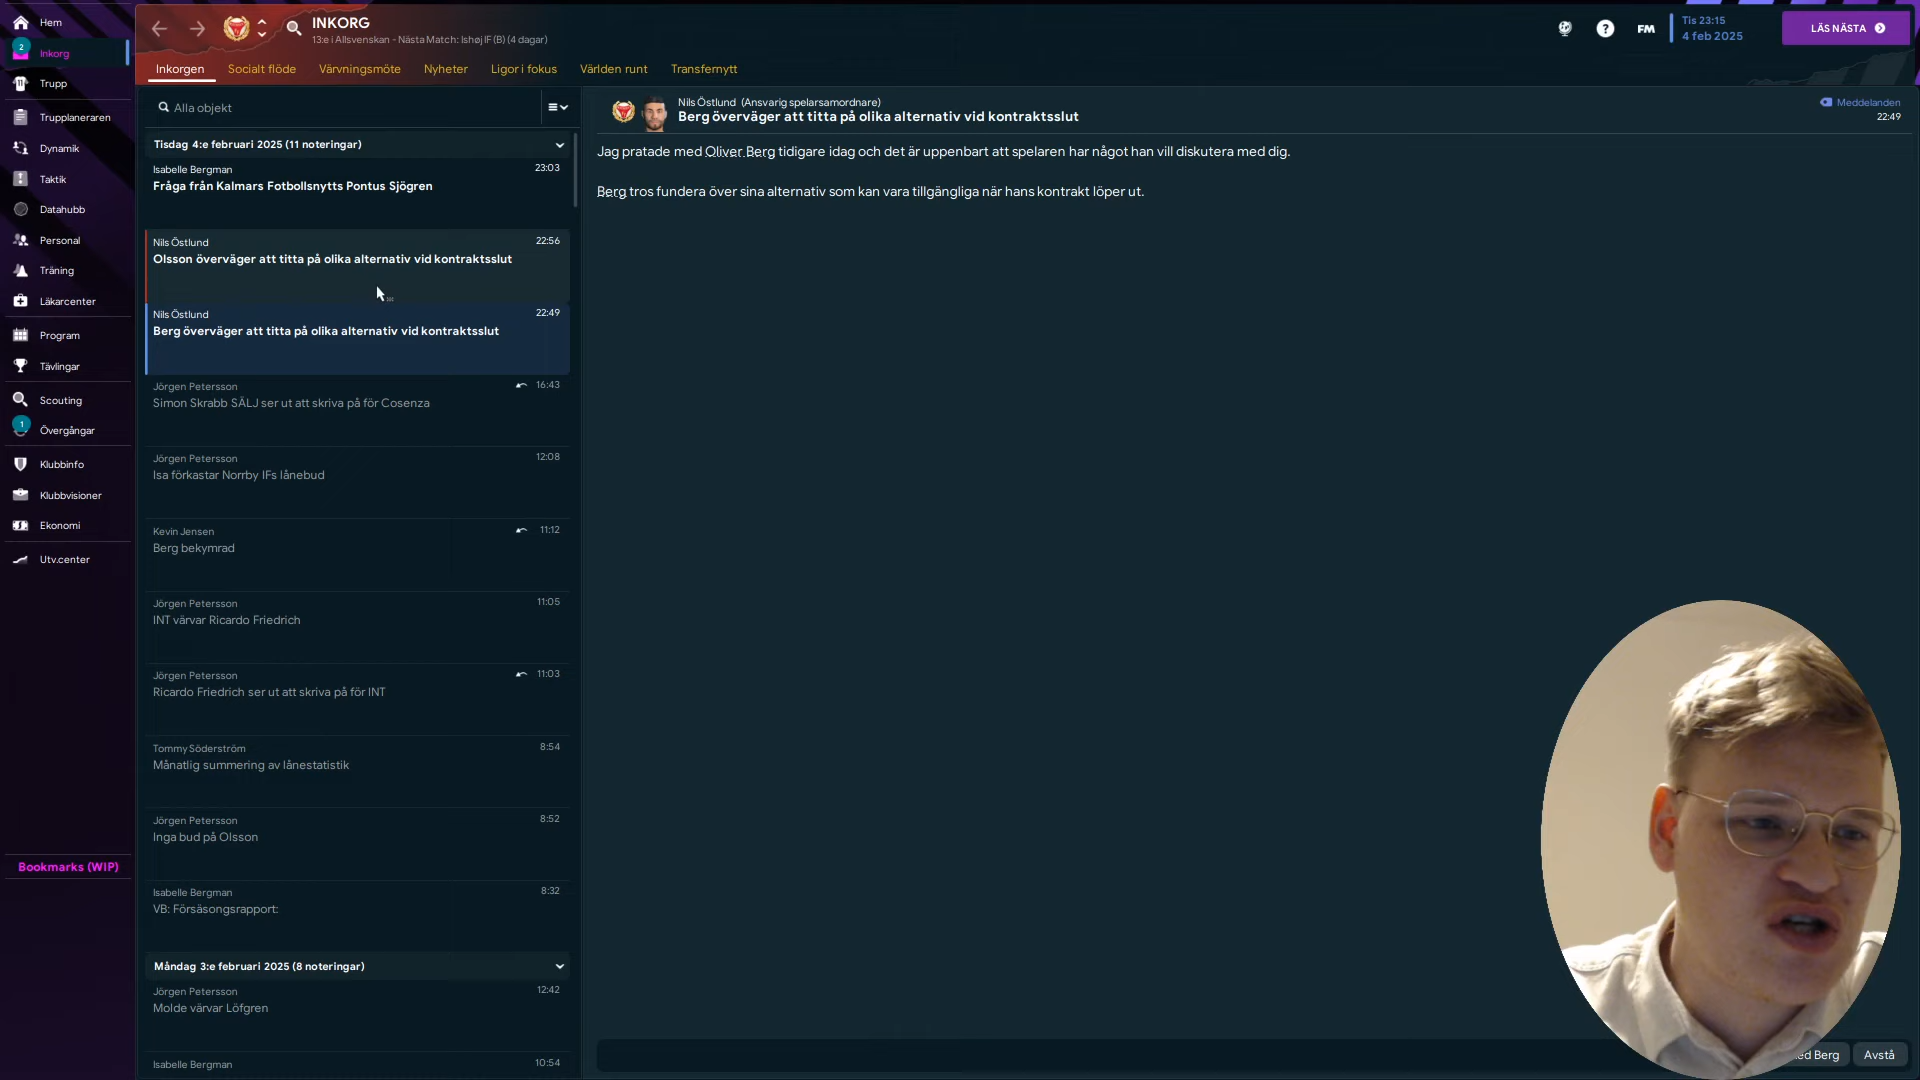 Hem
2
Inkorg
Trupp
Trupplaneraren
Dynamik
Taktik
Datahubb
Personal
Träning
Läkarcenter
Program
Tävlingar
Scouting
1
Övergångar
Klubbinfo
Klubbvisioner
Ekonomi
Utv.center
Bookmarks (WIP)
INKORG
13:e i Allsvenskan - Nästa Match: Ishøj IF (B) (4 dagar)
FM
Tis 23:15
4 feb 2025
LÄS NÄSTA
Inkorgen
Socialt flöde
Värvningsmöte
Nyheter
Ligor i fokus
Världen runt
Transfernytt
Alla objekt
Tisdag 4:e februari 2025 (11 noteringar)
Isabelle Bergman 23:03
Fråga från Kalmars Fotbollsnytts Pontus Sjögren
Nils Östlund 22:56
Olsson överväger att titta på olika alternativ vid kontraktsslut
Nils Östlund 22:49
Berg överväger att titta på olika alternativ vid kontraktsslut
Jörgen Petersson 16:43
Simon Skrabb SÄLJ ser ut att skriva på för Cosenza
Jörgen Petersson 12:08
Isa förkastar Norrby IFs lånebud
Kevin Jensen 11:12
Berg bekymrad
Jörgen Petersson 11:05
INT värvar Ricardo Friedrich
Jörgen Petersson 11:03
Ricardo Friedrich ser ut att skriva på för INT
Tommy Söderström 8:54
Månatlig summering av lånestatistik
Jörgen Petersson 8:52
Inga bud på Olsson
Isabelle Bergman 8:32
VB: Försäsongsrapport:
Måndag 3:e februari 2025 (8 noteringar)
Jörgen Petersson 12:42
Molde värvar Löfgren
Isabelle Bergman 10:54
Nils Östlund (Ansvarig spelarsamordnare)
Berg överväger att titta på olika alternativ vid kontraktsslut
Meddelanden
22:49
Jag pratade med Oliver Berg tidigare idag och det är uppenbart att spelaren har något han vill diskutera med dig.
Berg tros fundera över sina alternativ som kan vara tillgängliga när hans kontrakt löper ut.
Berg
Avstå